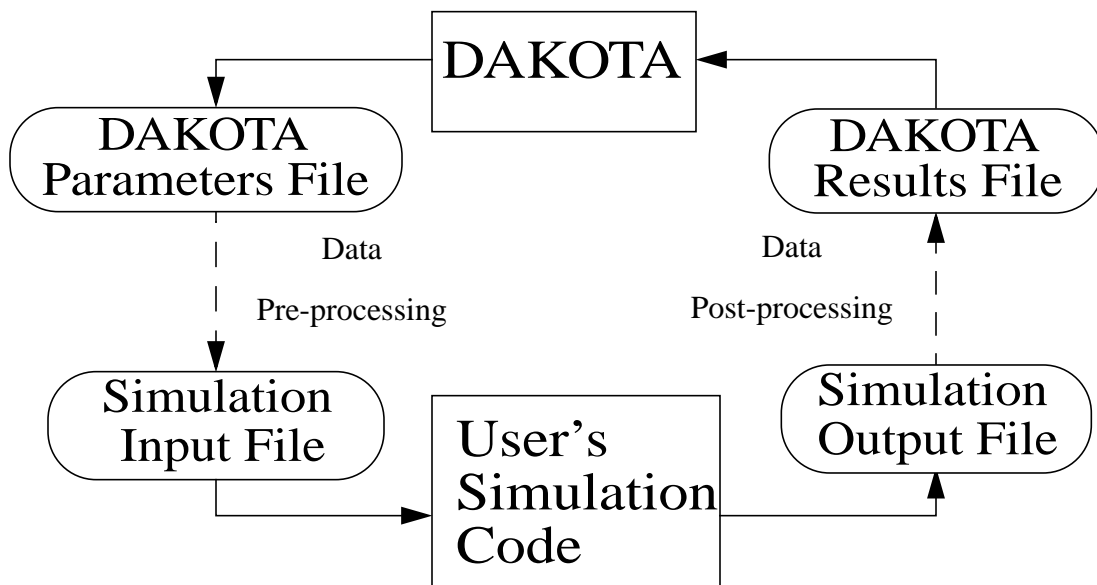 DAKOTA
DAKOTA
Parameters File
DAKOTA
Results File
Data
Pre-processing
Data
Post-processing
Simulation
Input File
User’s
Simulation
Code
Simulation
Output File